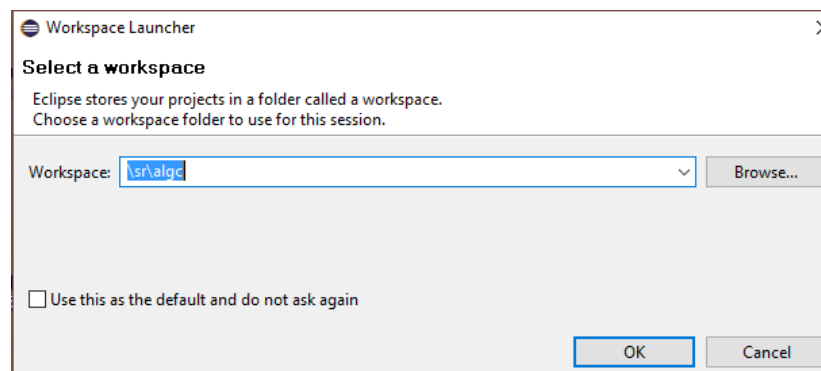 Workspace Launcher
Select a workspace
Eclipse stores your projects in a folder called a workspace.
Choose a workspace folder to use for this session.
Workspace: \sr\algc Browse...
Use this as the default and do not ask again
OK Cancel